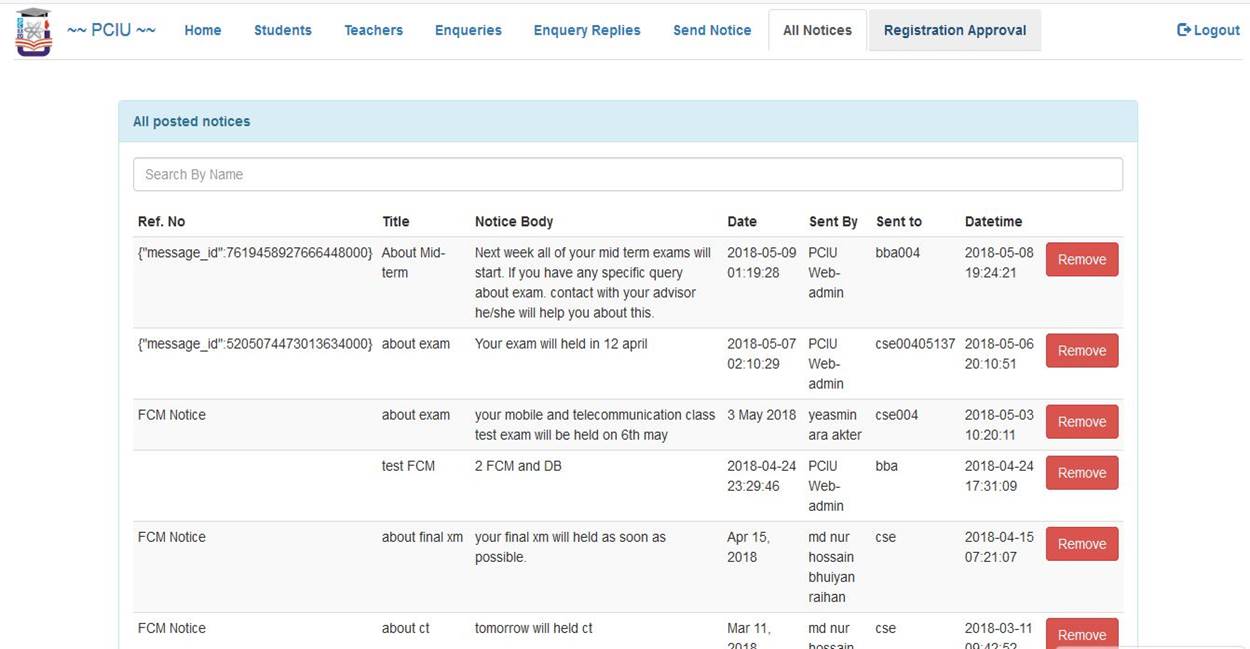 ~~ PCIU ~~ Home Students Teachers Enqueries Enquery Replies Send Notice All Notices Registration Approval Logout
All posted notices
Search By Name
Ref. No Title Notice Body Date Sent By Sent to Datetime
{"message_id":7619458927666448000} About Mid- Next week all of your mid term exams will 2018-05-09 PCIU bba004 2018-05-08 Remove
term start. If you have any specific query 01:19:28 Web- 19:24:21
about exam. contact with your advisor admin
he/she will help you about this.
{"message_id":5205074473013634000} about exam Your exam will held in 12 april 2018-05-07 PCIU cse00405137 2018-05-06 Remove
02:10:29 Web- 20:10:51
admin
FCM Notice about exam your mobile and telecommunication class 3 May 2018 yeasmin cse004 2018-05-03 Remove
test exam will be held on 6th may ara akter 10:20:11
test FCM 2 FCM and DB 2018-04-24 PCIU bba 2018-04-24 Remove
23:29:46 Web- 17:31:09
admin
FCM Notice about final xm your final xm will held as soon as Apr 15, md nur cse 2018-04-15 Remove
possible. 2018 hossain 07:21:07
bhuiyan
raihan
FCM Notice about ct tomorrow will held ct Mar 11, md nur cse 2018-03-11 Remove
2018 hossain 09:42:52